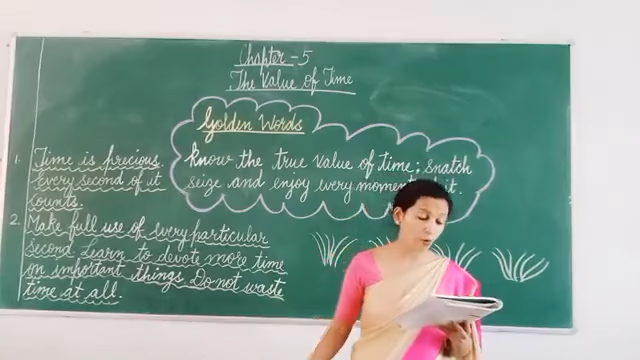 Chapter - 5
The Value of Time
Golden Words
know the true value of time; snatch
seize and enjoy every moment of it.
1. Time is precious
every second of it
counts.
2. Make full use of every particular
second. Learn to devote more time
on important things. Do not waste
time at all.